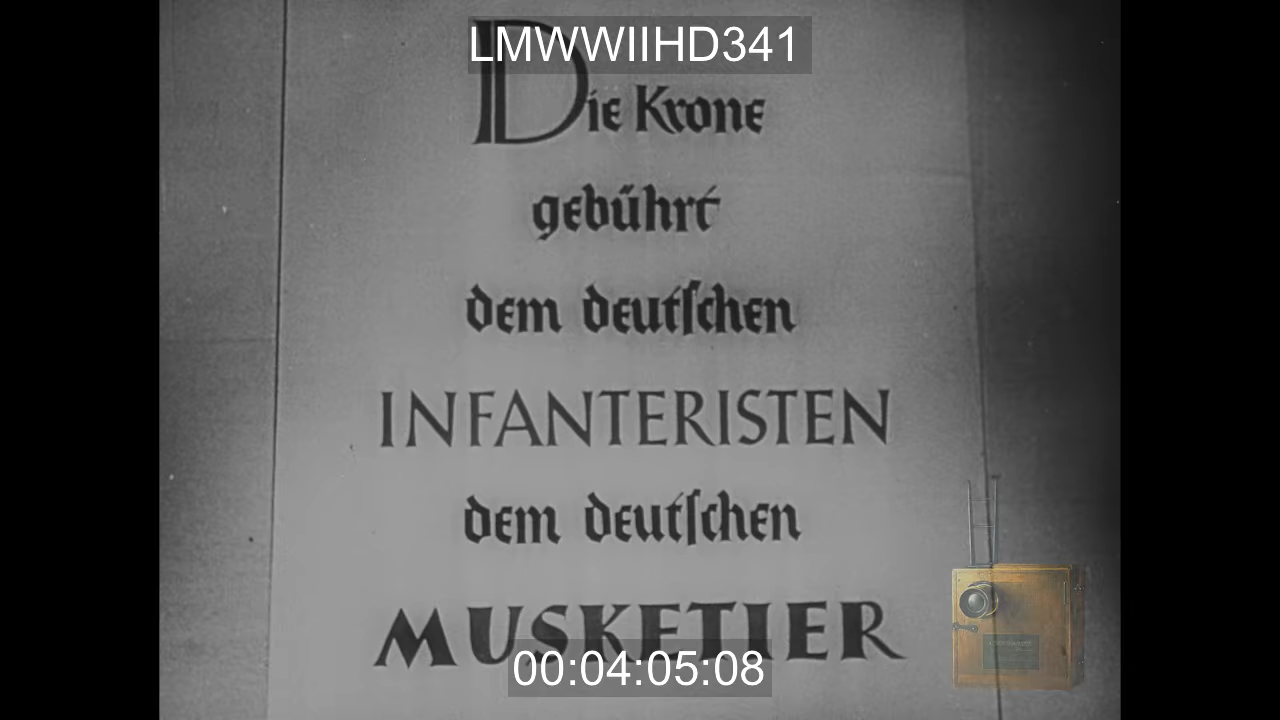 LMWWIIHD341
Die Krone
gebührt
dem deutſchen
INFANTERISTEN
dem deutſchen
MUSKETIER
00:04:05:08